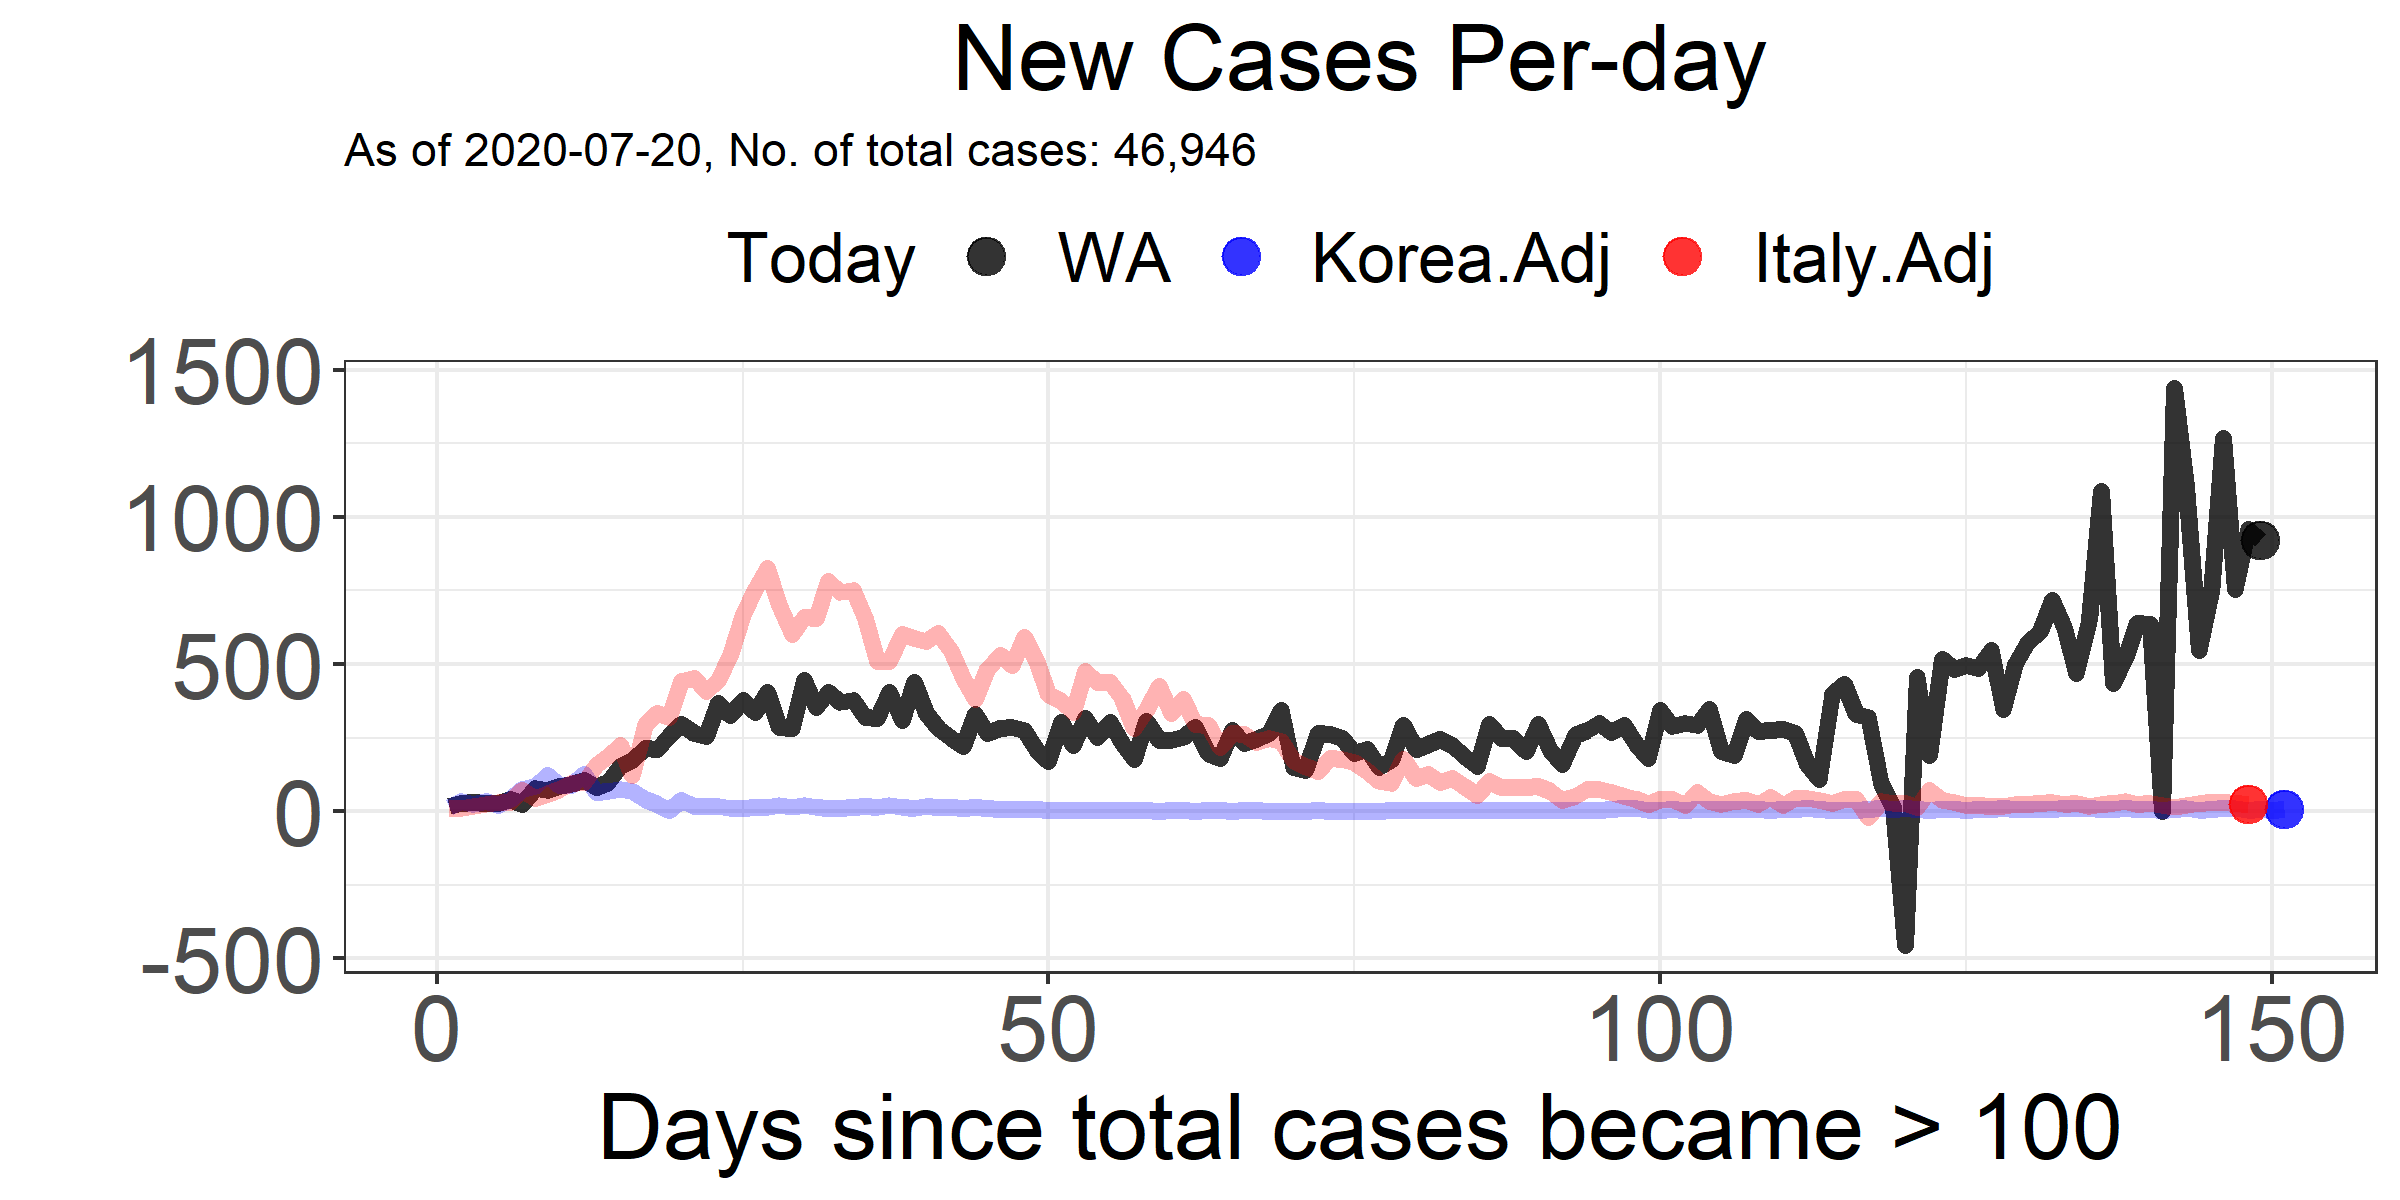 New Cases Per-day
As of 2020-07-20, No. of total cases: 46,946
Today WA Korea.Adj Italy.Adj
1500
1000
500
0
-500
0 50 100 150
Days since total cases became > 100